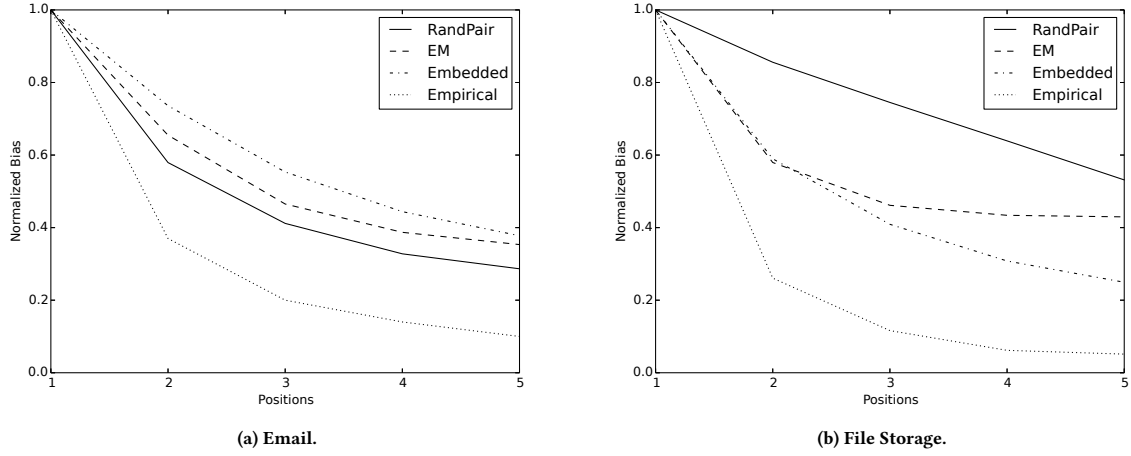 1.0
0.8
0.6
0.4
0.2
0.0
Normalized Bias
1 2 3 4 5
Positions
RandPair
EM
Embedded
Empirical
(a) Email.
1.0
0.8
0.6
0.4
0.2
0.0
Normalized Bias
1 2 3 4 5
Positions
RandPair
EM
Embedded
Empirical
(b) File Storage.